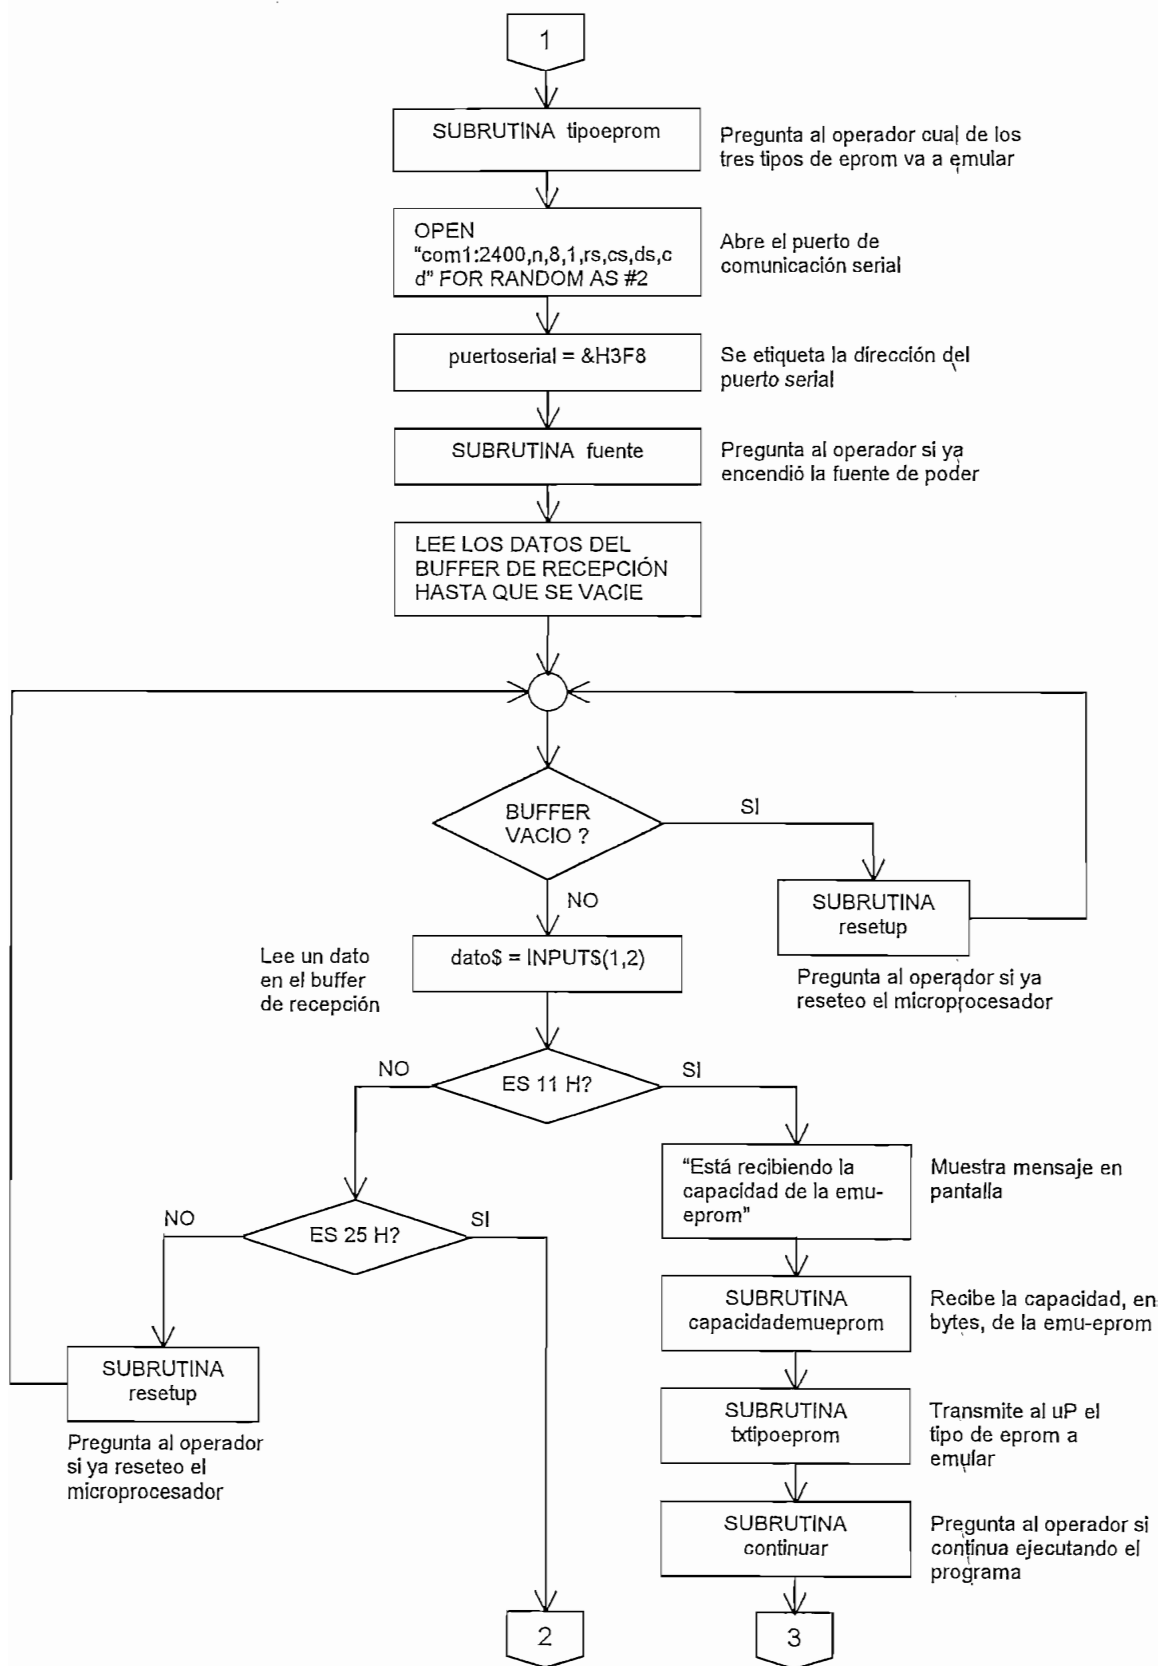 1
SUBRUTINA tipoeprom
Pregunta al operador cual de los
tres tipos de eprom va a emular
OPEN
“com1:2400,n,8,1,rs,cs,ds,c
d” FOR RANDOM AS #2
Abre el puerto de
comunicación serial
puertoserial = &H3F8
Se etiqueta la dirección del
puerto serial
SUBRUTINA fuente
Pregunta al operador si ya
encendió la fuente de poder
LEE LOS DATOS DEL
BUFFER DE RECEPCIÓN
HASTA QUE SE VACIE
BUFFER
VACIO ?
SI
NO
SUBRUTINA
resetup
Pregunta al operador si ya
reseteo el microprocesador
Lee un dato
en el buffer
de recepción
dato$ = INPUT$(1,2)
ES 11 H?
NO
SI
“Está recibiendo la
capacidad de la emu-
eprom”
Muestra mensaje en
pantalla
ES 25 H?
NO
SI
SUBRUTINA
capacidademueprom
Recibe la capacidad, en
bytes, de la emu-eprom
SUBRUTINA
resetup
Pregunta al operador
si ya reseteo el
microprocesador
SUBRUTINA
txtipoeprom
Transmite al uP el
tipo de eprom a
emular
SUBRUTINA
continuar
Pregunta al operador si
continua ejecutando el
programa
2
3